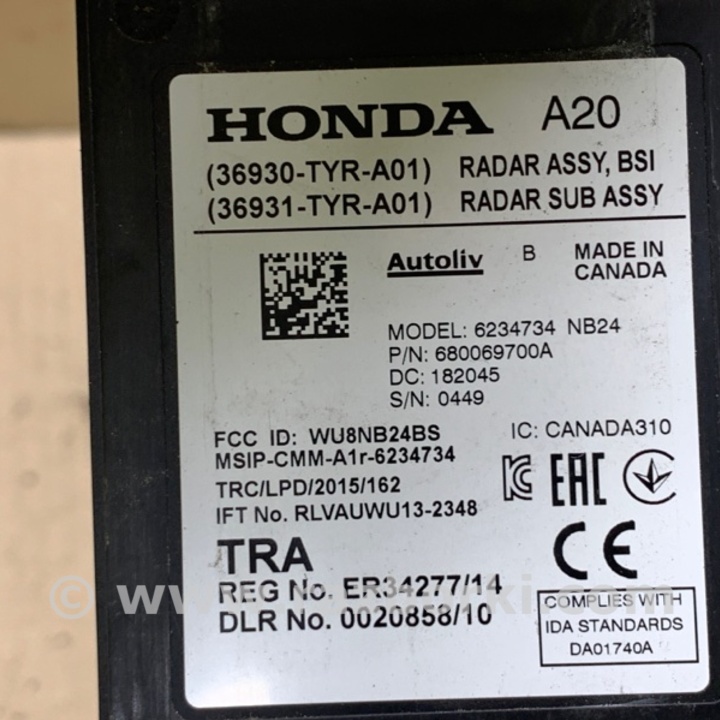 HONDA A20
(36930-TYR-A01) RADAR ASSY, BSI
(36931-TYR-A01) RADAR SUB ASSY
Autoliv B MADE IN
CANADA
MODEL: 6234734 NB24
P/N: 680069700A
DC: 182045
S/N: 0449
FCC ID: WU8NB24BS IC: CANADA310
MSIP-CMM-A1r-6234734
TRC/LPD/2015/162
IFT No. RLVAUWU13-2348
EAC
CE
TRA
REG No. ER34277/14
DLR No. 0020858/10
COMPLIES WITH
IDA STANDARDS
DA01740A